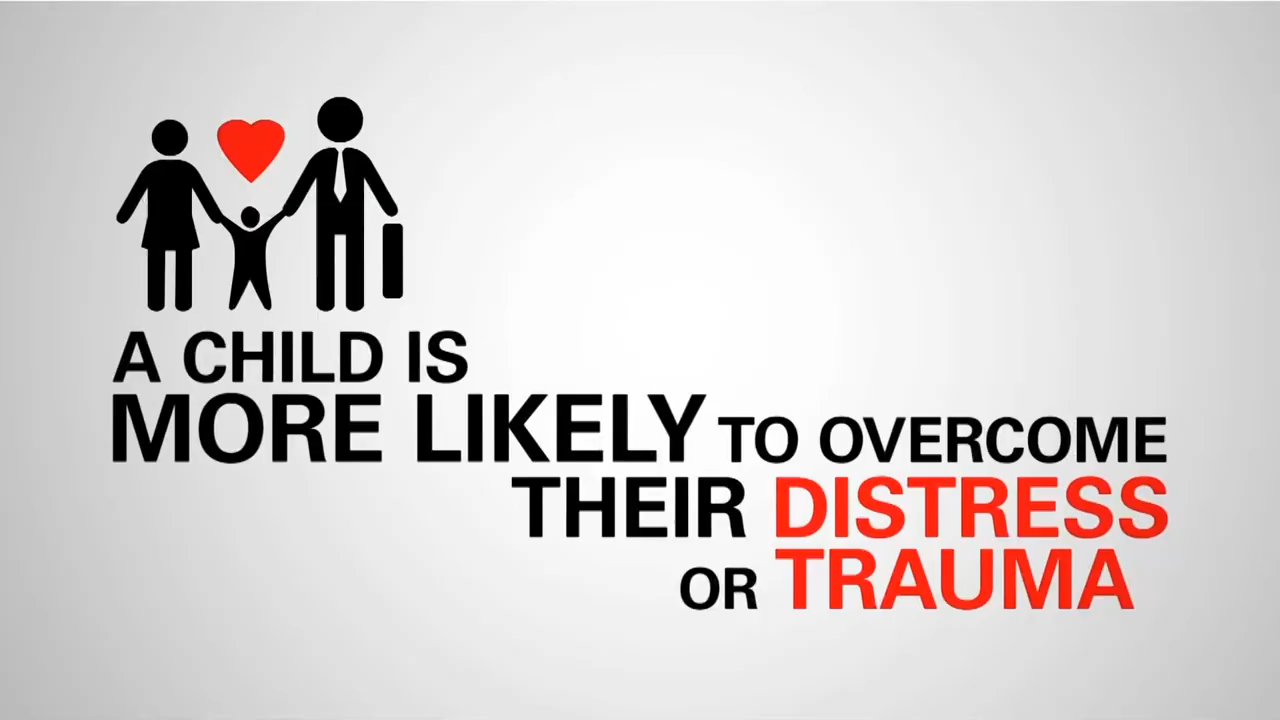 A CHILD IS
MORE LIKELY TO OVERCOME
THEIR DISTRESS
OR TRAUMA